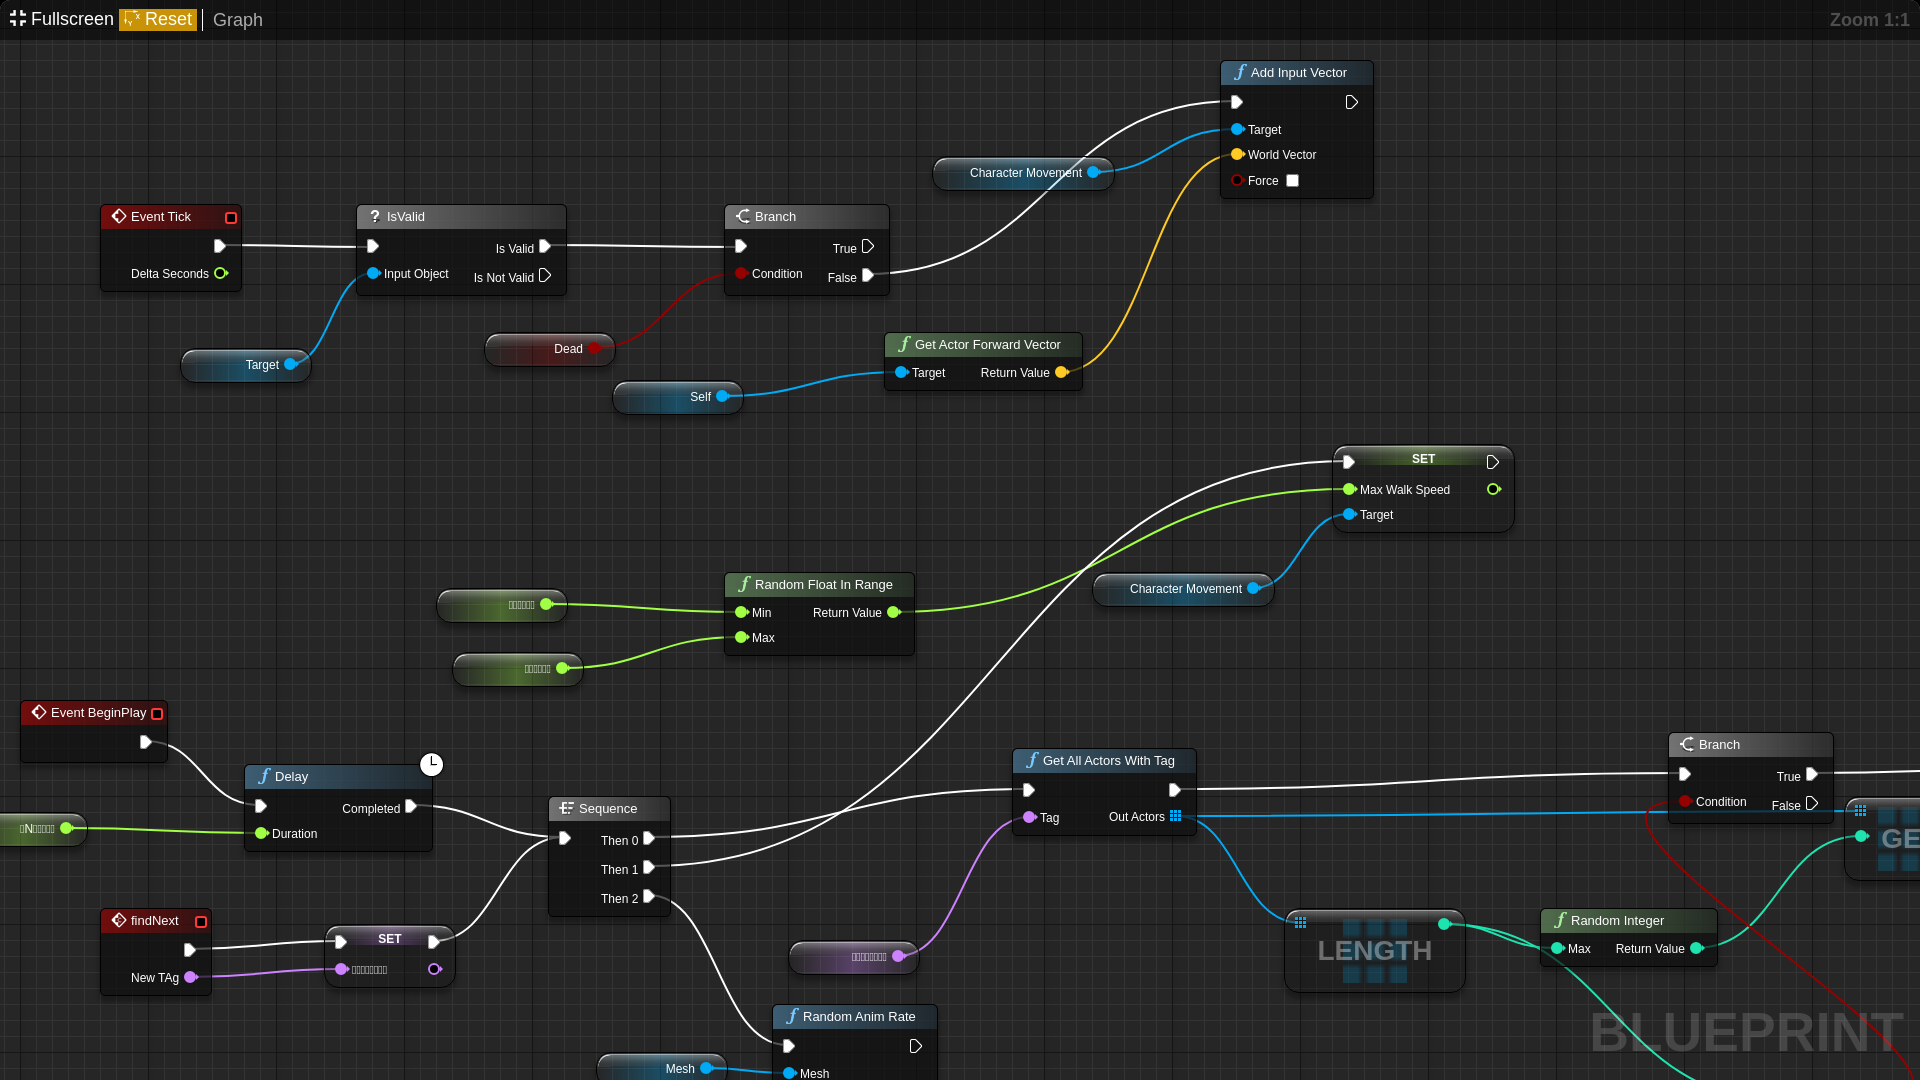 Fullscreen Reset Graph
Zoom 1:1
Add Input Vector
Target
World Vector
Force
Character Movement
Event Tick
Delta Seconds
IsValid
Is Valid
Input Object
Is Not Valid
Branch
True
Condition
False
Target
Dead
Self
Get Actor Forward Vector
Target
Return Value
SET
Max Walk Speed
Target
Character Movement
Random Float In Range
Min
Return Value
Max
Event BeginPlay
Delay
Completed
Duration
Sequence
Then 0
Then 1
Then 2
Get All Actors With Tag
Tag
Out Actors
Branch
True
Condition
False
GE
findNext
New TAg
SET
LENGTH
Random Integer
Max
Return Value
Random Anim Rate
Mesh
Mesh
BLUEPRINT